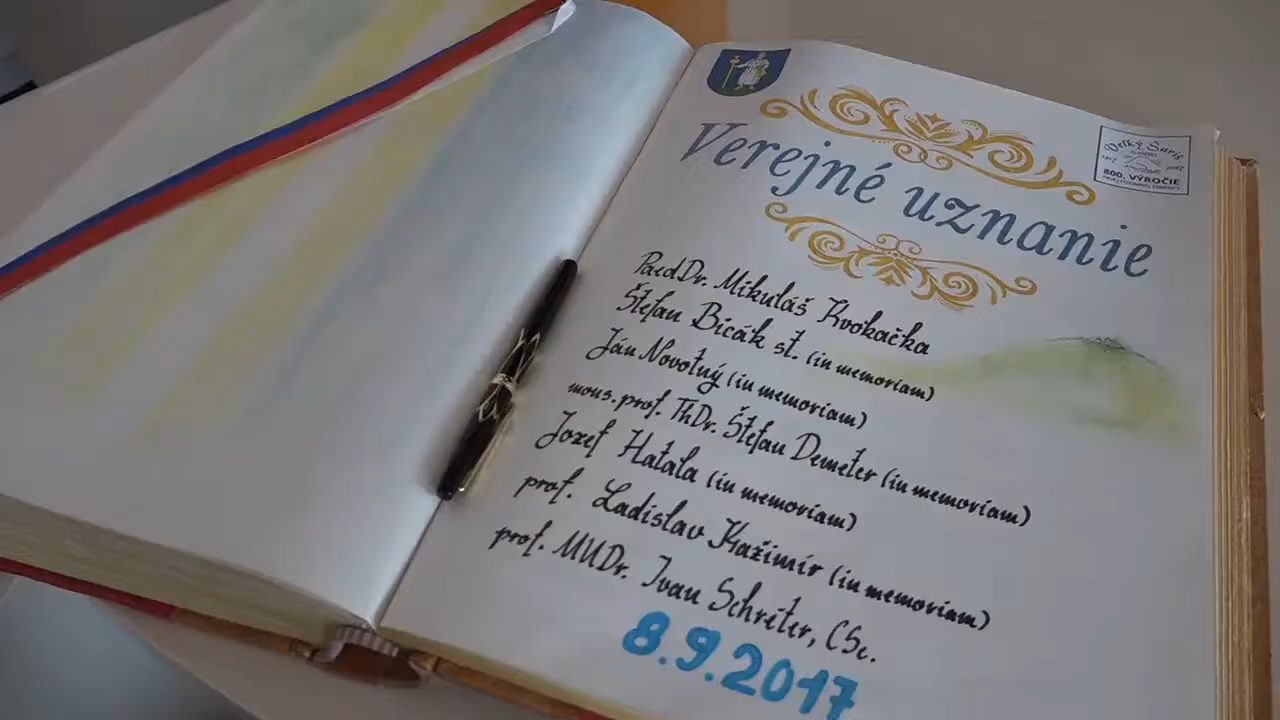 Verejné uznanie
Veľký Šariš
800. VÝROČIE
PaedDr. Mikuláš Kvokačka
Štefan Bicák st. (in memoriam)
Ján Novotný (in memoriam)
mons. prof. ThDr. Štefan Demeter (in memoriam)
Jozef Hatala (in memoriam)
prof. Ladislav Kažimír (in memoriam)
prof. MUDr. Ivan Schréter, CSc.
8.9.2017